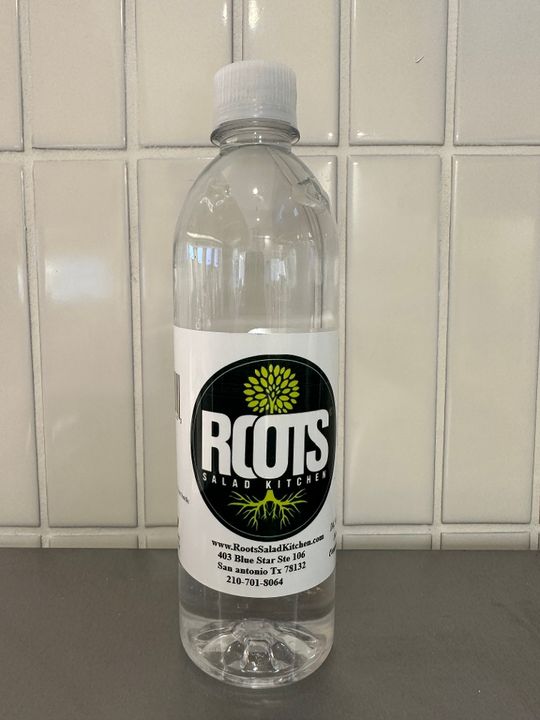 ROOTS
SALAD KITCHEN
www.RootsSaladKitchen.com
403 Blue Star Ste 106
San antonio Tx 78132
210-701-8064